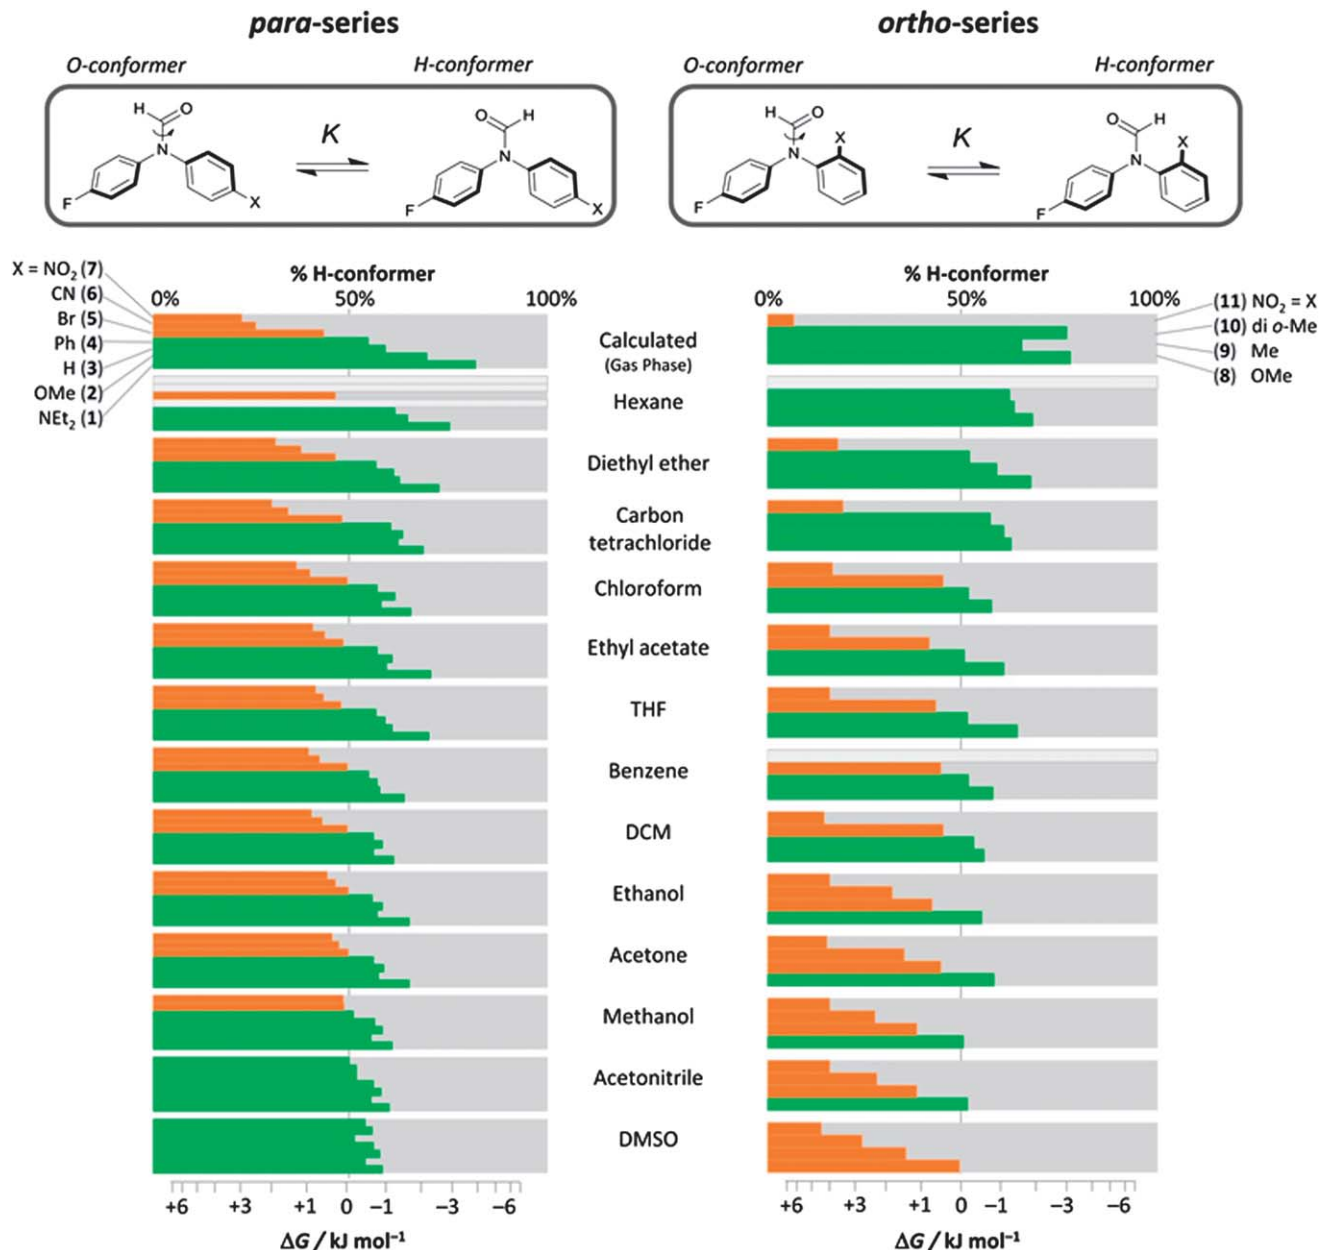 para-series
ortho-series
O-conformer
H-conformer
O-conformer
H-conformer
H
O
N
F
X
K
O
H
N
F
X
H
O
X
N
F
K
O
H
X
N
F
X = NO₂ (7)
CN (6)
Br (5)
Ph (4)
H (3)
OMe (2)
NEt₂ (1)
% H-conformer
0% 50% 100%
% H-conformer
0% 50% 100%
(11) NO₂ = X
(10) di o-Me
(9) Me
(8) OMe
Calculated
(Gas Phase)
Hexane
Diethyl ether
Carbon
tetrachloride
Chloroform
Ethyl acetate
THF
Benzene
DCM
Ethanol
Acetone
Methanol
Acetonitrile
DMSO
+6 +3 +1 0 −1 −3 −6
ΔG / kJ mol⁻¹
+6 +3 +1 0 −1 −3 −6
ΔG / kJ mol⁻¹